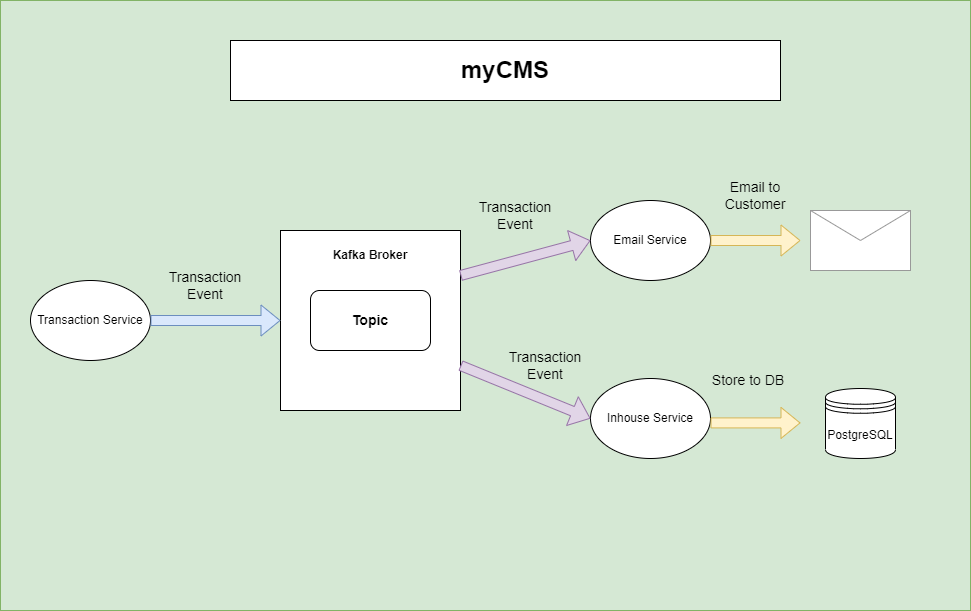 myCMS
Transaction Service
Transaction
Event
Kafka Broker
Topic
Transaction
Event
Email Service
Email to
Customer
Transaction
Event
Inhouse Service
Store to DB
PostgreSQL